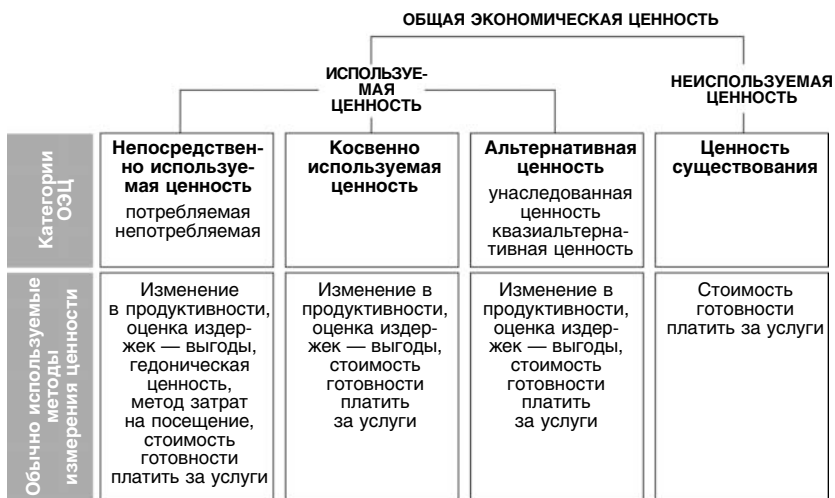 ОБЩАЯ ЭКОНОМИЧЕСКАЯ ЦЕННОСТЬ
ИСПОЛЬЗУЕ-
МАЯ
ЦЕННОСТЬ
НЕИСПОЛЬЗУЕМАЯ
ЦЕННОСТЬ
Категории
ОЭЦ
Непосредствен-
но используе-
мая ценность
потребляемая
непотребляемая
Косвенно
используемая
ценность
Альтернативная
ценность
унаследованная
ценность
квазиальтерна-
тивная ценность
Ценность
существования
Обычно используемые
методы
измерения ценности
Изменение
в продуктивности,
оценка издер-
жек — выгоды,
гедоническая
ценность,
метод затрат
на посещение,
стоимость
готовности
платить за услуги
Изменение в
продуктивности,
оценка издер-
жек — выгоды,
стоимость
готовности
платить
за услуги
Изменение в
продуктивности,
оценка издер-
жек — выгоды,
стоимость
готовности
платить
за услуги
Стоимость
готовности
платить за услуги